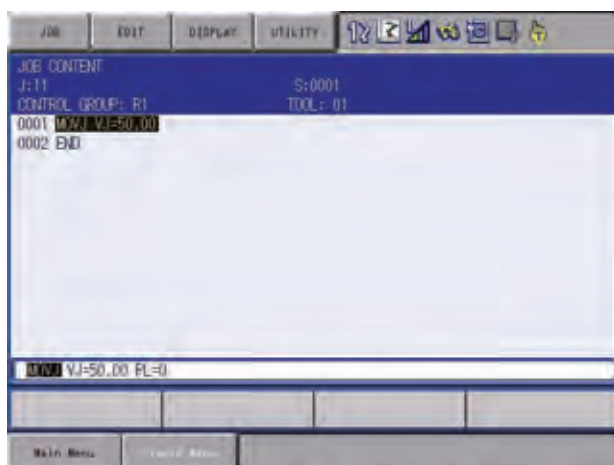 JOB EDIT DISPLAY UTILITY
JOB CONTENT
J:11 S:0001
CONTROL GROUP: R1 TOOL: 01
0001 MOVJ VJ=50.00
0002 END
MOVJ VJ=50.00 PL=0
Main Menu Menu